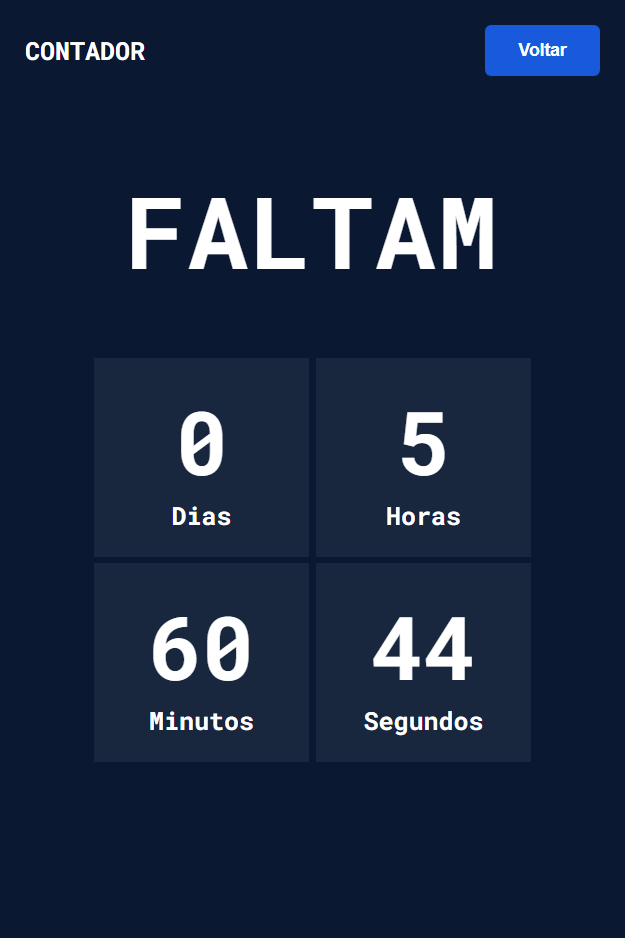 CONTADOR
Voltar
FALTAM
0
Dias
5
Horas
60
Minutos
44
Segundos